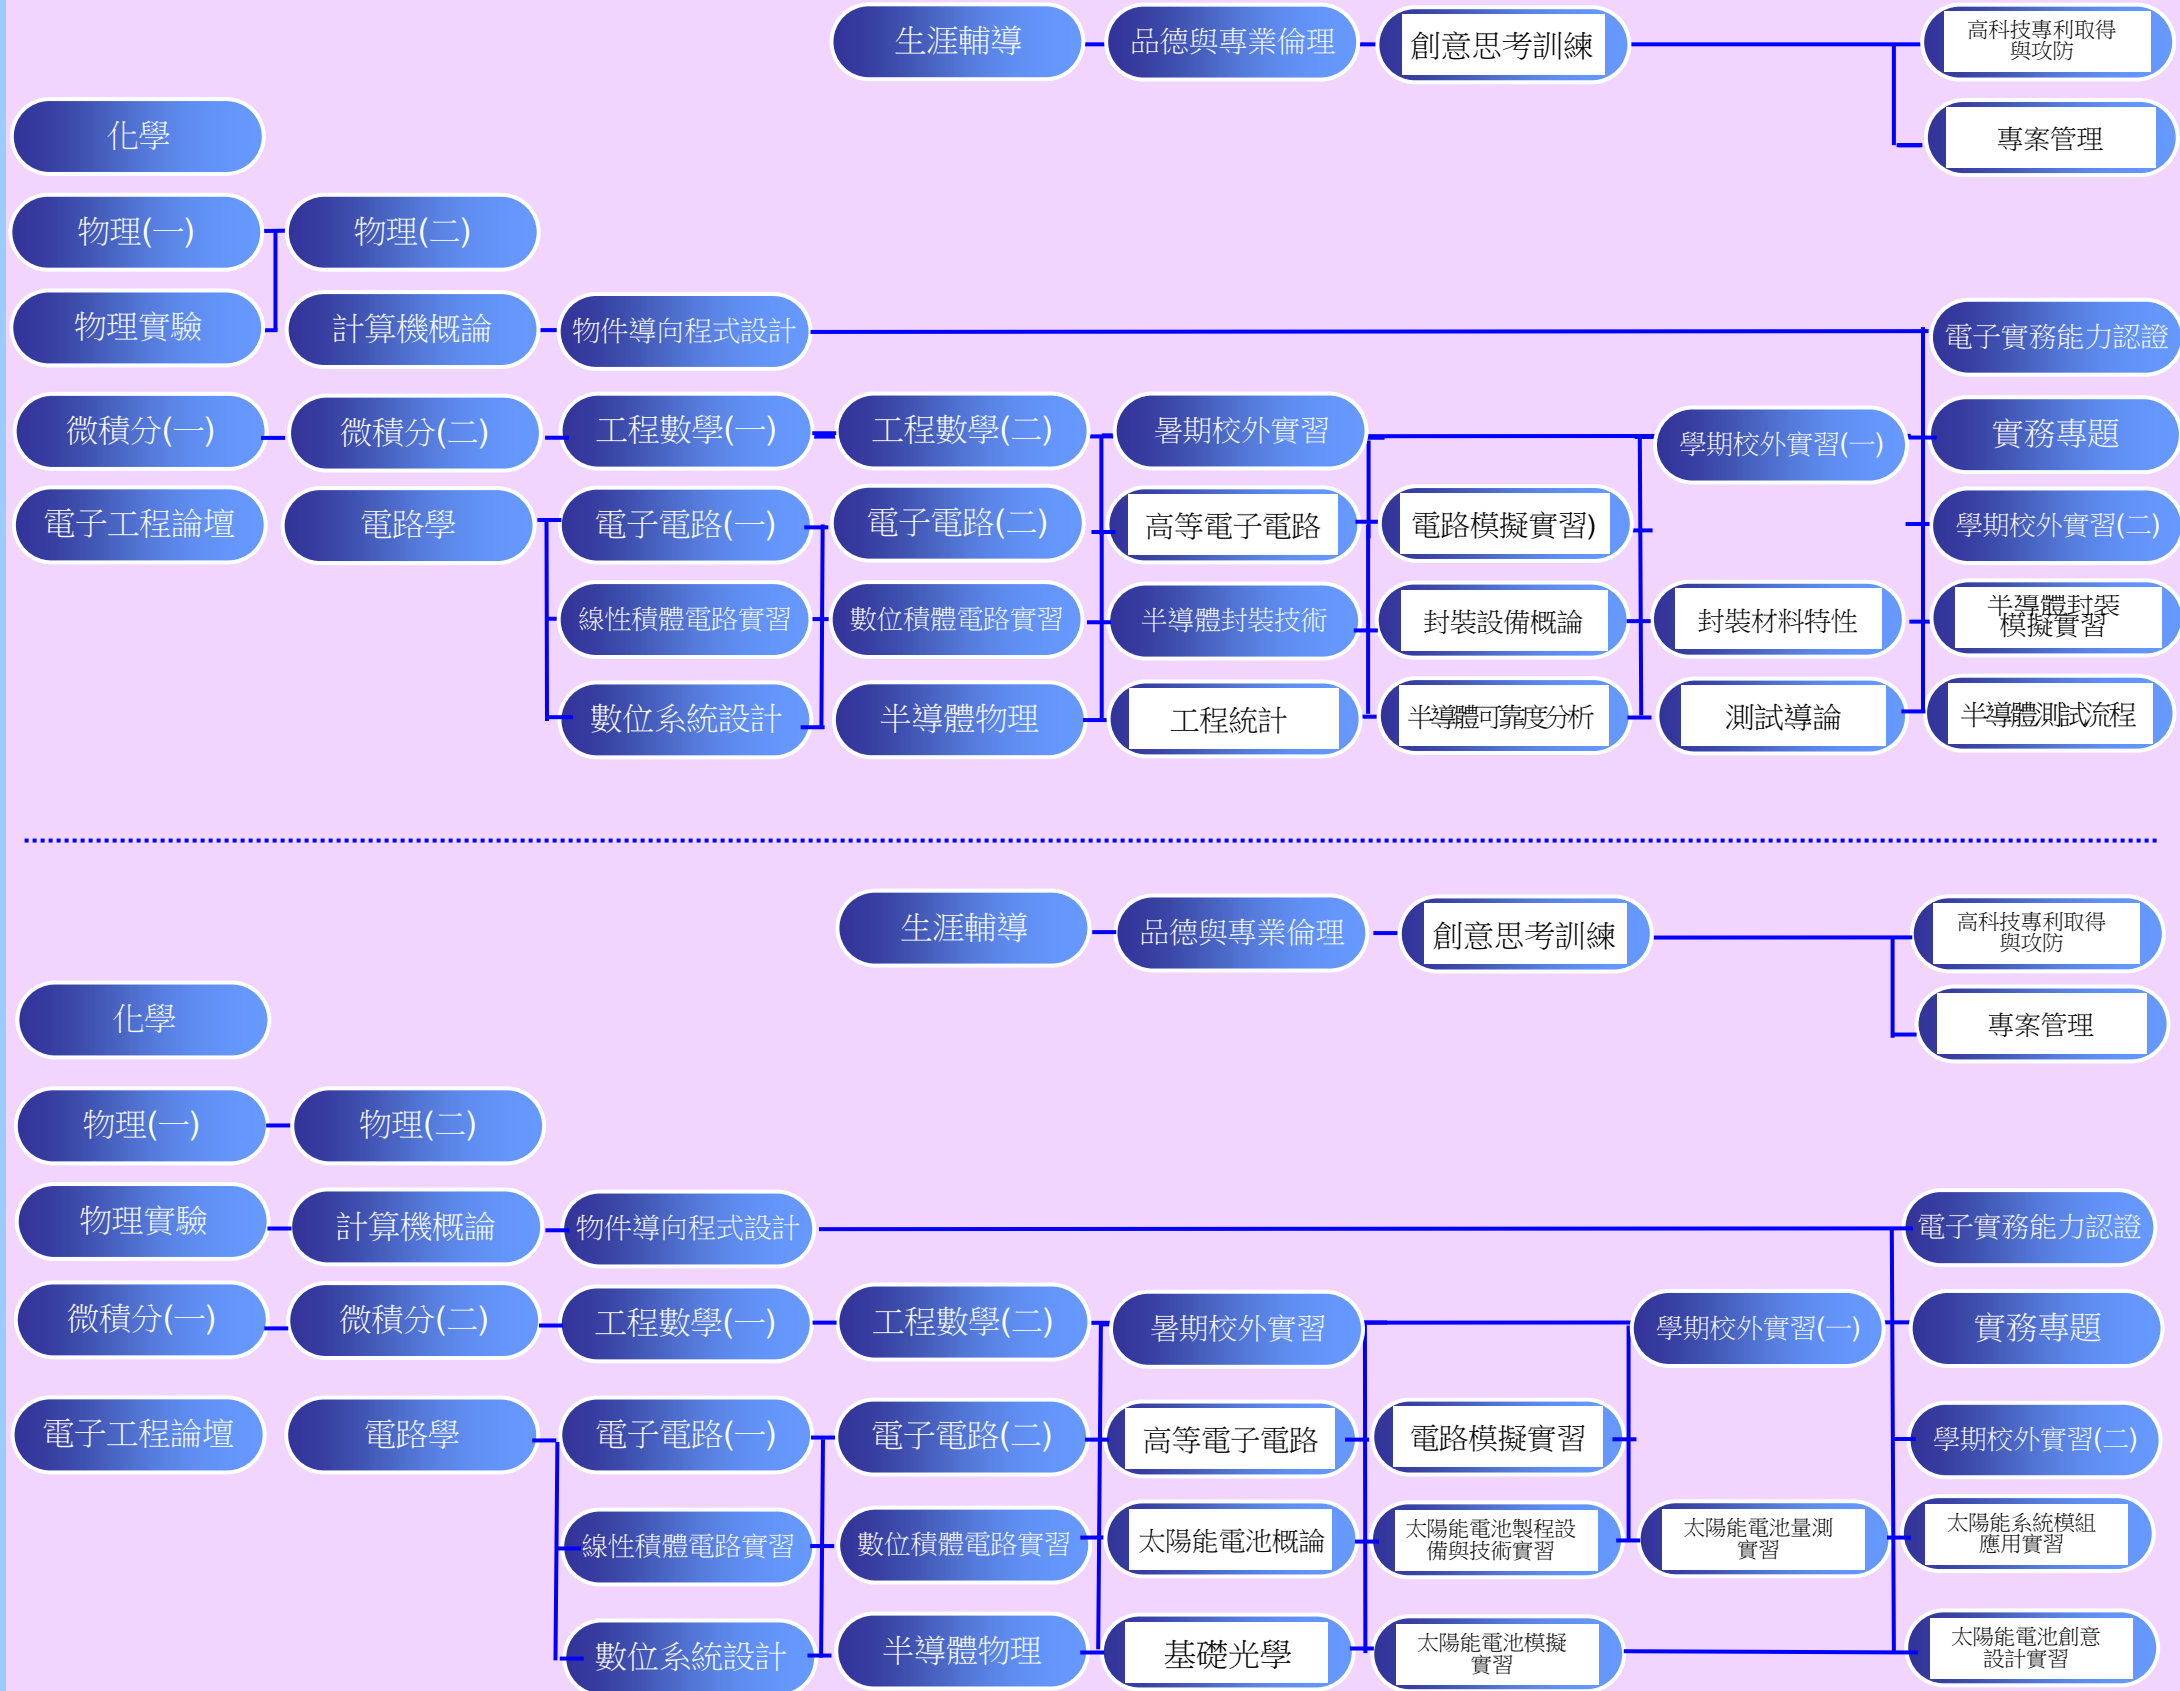 生涯輔導
品德與專業倫理
創意思考訓練
高科技專利取得
與攻防
化學
專案管理
物理(一)
物理(二)
物理實驗
計算機概論
物件導向程式設計
電子實務能力認證
微積分(一)
微積分(二)
工程數學(一)
工程數學(二)
暑期校外實習
學期校外實習(一)
實務專題
電子工程論壇
電路學
電子電路(一)
電子電路(二)
高等電子電路
電路模擬實習)
學期校外實習(二)
線性積體電路實習
數位積體電路實習
半導體封裝技術
封裝設備概論
封裝材料特性
半導體封裝
模擬實習
數位系統設計
半導體物理
工程統計
半導體可靠度分析
測試導論
半導體測試流程
生涯輔導
品德與專業倫理
創意思考訓練
高科技專利取得
與攻防
化學
專案管理
物理(一)
物理(二)
物理實驗
計算機概論
物件導向程式設計
電子實務能力認證
微積分(一)
微積分(二)
工程數學(一)
工程數學(二)
暑期校外實習
學期校外實習(一)
實務專題
電子工程論壇
電路學
電子電路(一)
電子電路(二)
高等電子電路
電路模擬實習
學期校外實習(二)
線性積體電路實習
數位積體電路實習
太陽能電池概論
太陽能電池製程設
備與技術實習
太陽能電池量測
實習
太陽能系統模組
應用實習
數位系統設計
半導體物理
基礎光學
太陽能電池模擬
實習
太陽能電池創意
設計實習